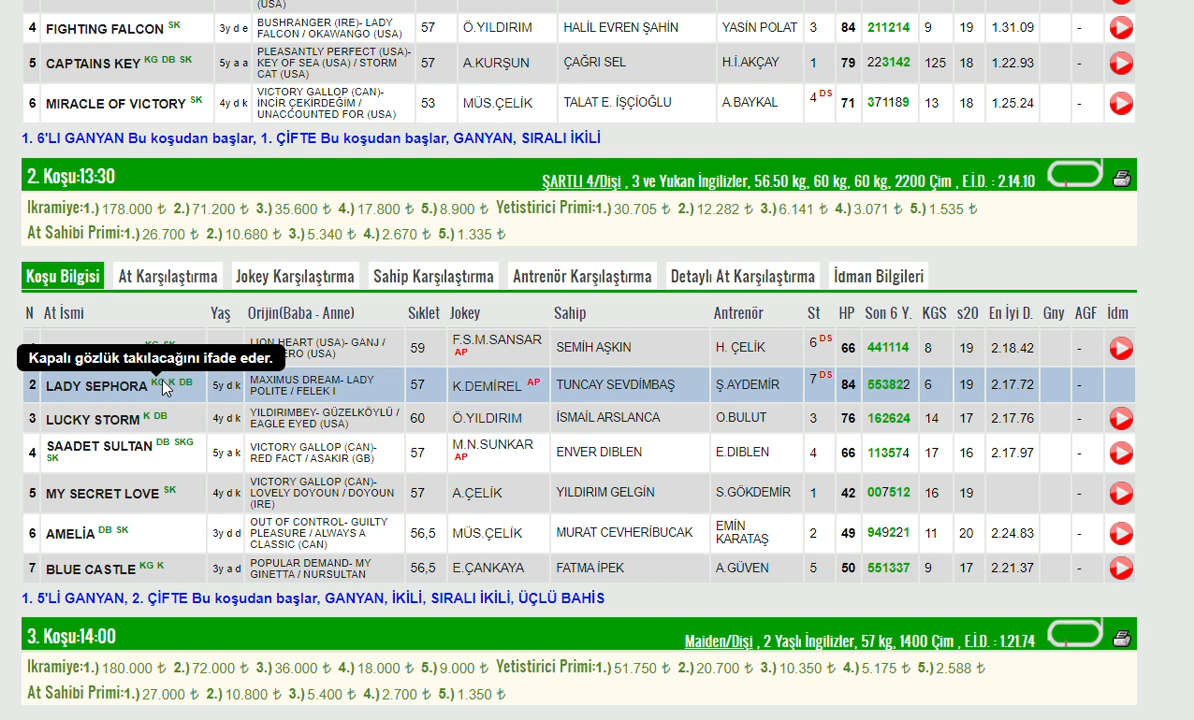 (USA)
4 FIGHTING FALCON SK 3y d e BUSHRANGER (IRE)- LADY FALCON / OKAWANGO (USA) 57 Ö.YILDIRIM HALİL EVREN ŞAHİN YASİN POLAT 3 84 211214 9 19 1.31.09 -
5 CAPTAINS KEY KG DB SK 5y a a PLEASANTLY PERFECT (USA)- KEY OF SEA (USA) / STORM CAT (USA) 57 A.KURŞUN ÇAĞRI SEL H.İ.AKÇAY 1 79 223142 125 18 1.22.93 -
6 MIRACLE OF VICTORY SK 4y d k VICTORY GALLOP (CAN)- İNCİR ÇEKİRDEĞİM / UNACCOUNTED FOR (USA) 53 MÜS.ÇELİK TALAT E. İŞÇİOĞLU A.BAYKAL 4 DS 71 371189 13 18 1.25.24 -
1. 6'LI GANYAN Bu koşudan başlar, 1. ÇİFTE Bu koşudan başlar, GANYAN, SIRALI İKİLİ
2. Koşu:13:30
ŞARTLI 4/Dişi , 3 ve Yukarı İngilizler, 56.50 kg, 60 kg, 60 kg, 2200 Çim , E.İ.D. : 2.14.10
Ikramiye:1.) 178.000 ₺ 2.) 71.200 ₺ 3.) 35.600 ₺ 4.) 17.800 ₺ 5.) 8.900 ₺ Yetistirici Primi:1.) 30.705 ₺ 2.) 12.282 ₺ 3.) 6.141 ₺ 4.) 3.071 ₺ 5.) 1.535 ₺
At Sahibi Primi:1.) 26.700 ₺ 2.) 10.680 ₺ 3.) 5.340 ₺ 4.) 2.670 ₺ 5.) 1.335 ₺
Koşu Bilgisi At Karşılaştırma Jokey Karşılaştırma Sahip Karşılaştırma Antrenör Karşılaştırma Detaylı At Karşılaştırma İdman Bilgileri
N At İsmi Yaş Orijin(Baba - Anne) Sıklet Jokey Sahip Antrenör St HP Son 6 Y. KGS s20 En İyi D. Gny AGF İdm
LION HEART (USA)- GANJ / (USA) 59 F.S.M.SANSAR AP SEMİH AŞKIN H. ÇELİK 6 DS 66 441114 8 19 2.18.42 -
Kapalı gözlük takılacağını ifade eder.
2 LADY SEPHORA KG K DB 5y d k MAXIMUS DREAM- LADY POLITE / FELEK I 57 K.DEMİREL AP TUNCAY SEVDİMBAŞ Ş.AYDEMİR 7 DS 84 553822 6 19 2.17.72 -
3 LUCKY STORM K DB 4y d k YILDIRIMBEY- GÜZELKÖYLÜ / EAGLE EYED (USA) 60 Ö.YILDIRIM İSMAİL ARSLANCA O.BULUT 3 76 162624 14 17 2.17.76 -
4 SAADET SULTAN DB SKG SK 5y a k VICTORY GALLOP (CAN)- RED FACT / ASAKIR (GB) 57 M.N.SUNKAR AP ENVER DIBLEN E.DIBLEN 4 66 113574 17 16 2.17.97 -
5 MY SECRET LOVE SK 4y d k VICTORY GALLOP (CAN)- LOVELY DOYOUN / DOYOUN (IRE) 57 A.ÇELİK YILDIRIM GELGİN S.GÖKDEMİR 1 42 007512 16 19 -
6 AMELİA DB SK 3y d d OUT OF CONTROL- GUILTY PLEASURE / ALWAYS A CLASSIC (CAN) 56,5 MÜS.ÇELİK MURAT CEVHERİBUCAK EMİN KARATAŞ 2 49 949221 11 20 2.24.83 -
7 BLUE CASTLE KG K 3y a d POPULAR DEMAND- MY GINETTA / NURSULTAN 56,5 E.ÇANKAYA FATMA İPEK A.GÜVEN 5 50 551337 9 17 2.21.37 -
1. 5'Lİ GANYAN, 2. ÇİFTE Bu koşudan başlar, GANYAN, İKİLİ, SIRALI İKİLİ, ÜÇLÜ BAHİS
3. Koşu:14:00
Maiden/Dişi , 2 Yaşlı İngilizler, 57 kg, 1400 Çim , E.İ.D. : 1.21.74
Ikramiye:1.) 180.000 ₺ 2.) 72.000 ₺ 3.) 36.000 ₺ 4.) 18.000 ₺ 5.) 9.000 ₺ Yetistirici Primi:1.) 51.750 ₺ 2.) 20.700 ₺ 3.) 10.350 ₺ 4.) 5.175 ₺ 5.) 2.588 ₺
At Sahibi Primi:1.) 27.000 ₺ 2.) 10.800 ₺ 3.) 5.400 ₺ 4.) 2.700 ₺ 5.) 1.350 ₺